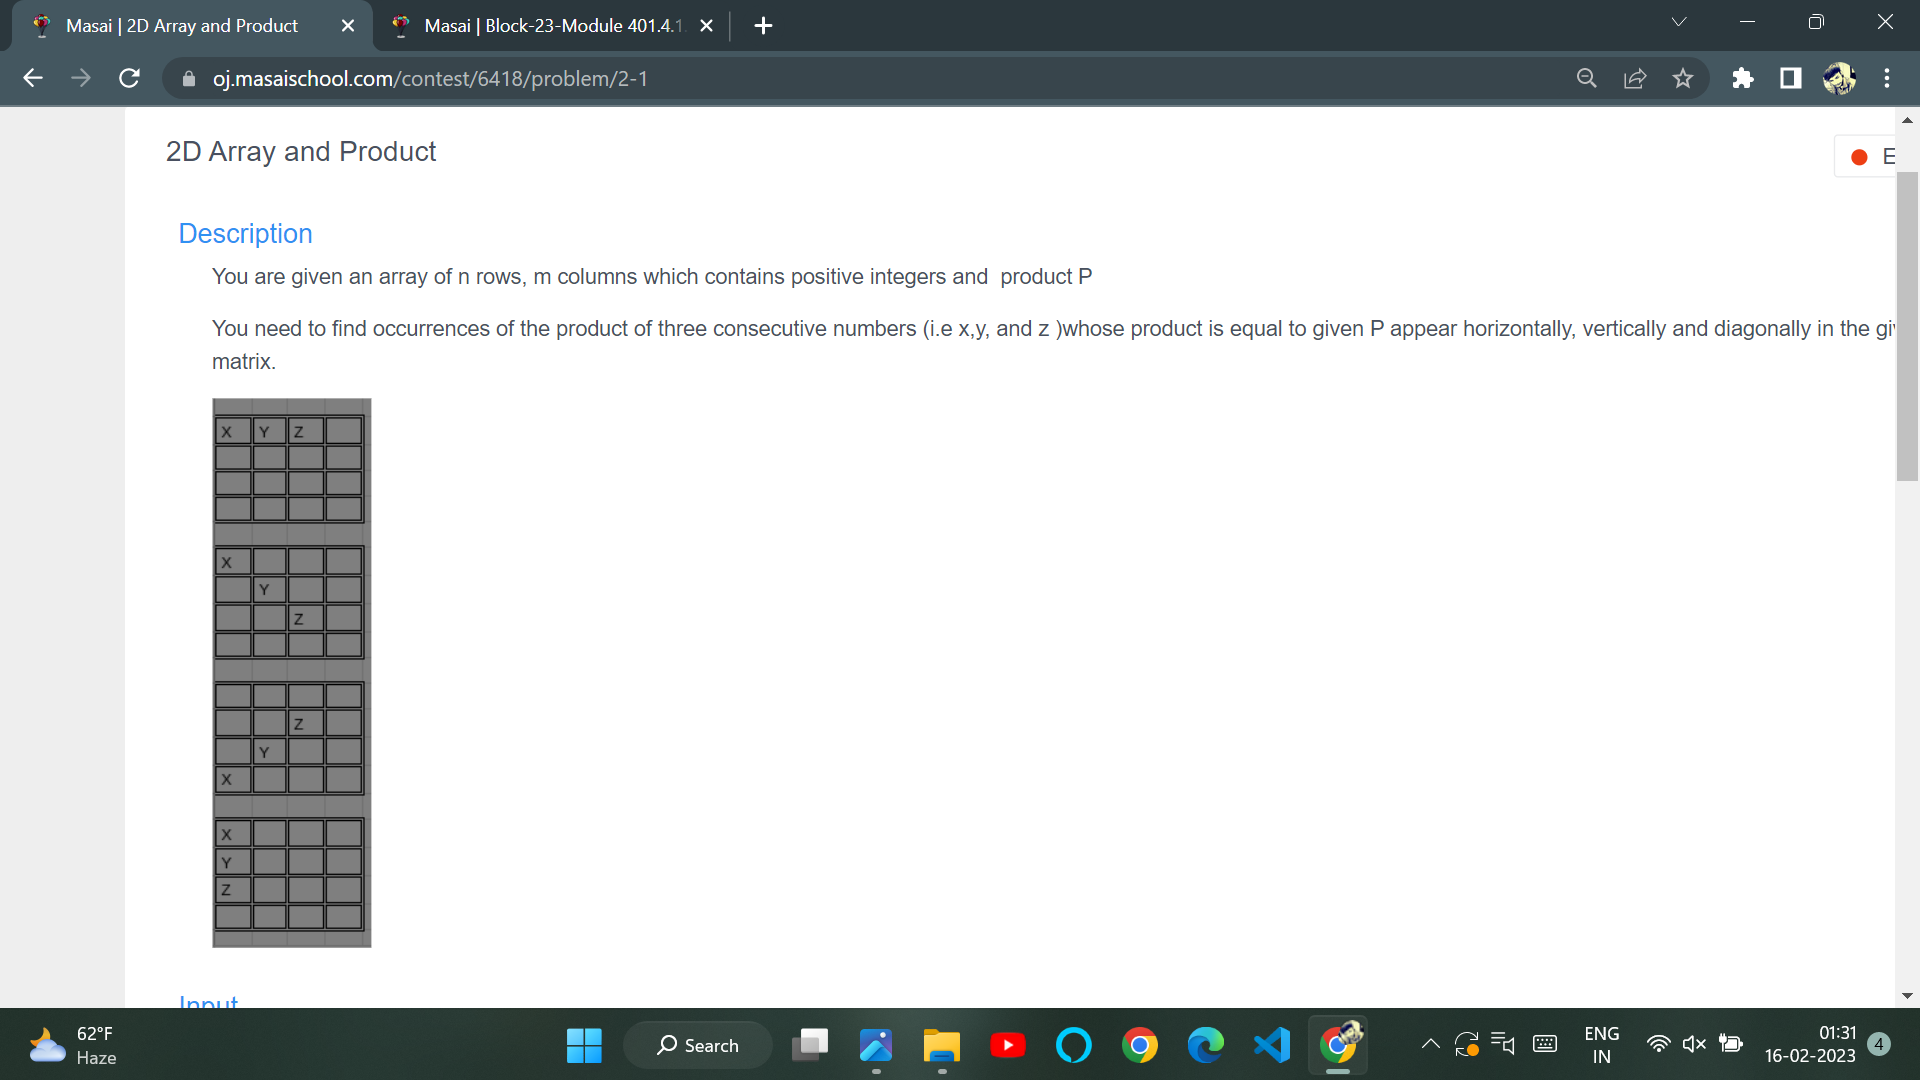 Masai | 2D Array and Product
Masai | Block-23-Module 401.4.1
oj.masaischool.com/contest/6418/problem/2-1
2D Array and Product
E
Description
You are given an array of n rows, m columns which contains positive integers and  product P
You need to find occurrences of the product of three consecutive numbers (i.e x,y, and z )whose product is equal to given P appear horizontally, vertically and diagonally in the gi
matrix.
X Y Z
X
Y
Z
Z
Y
X
X
Y
Z
Input
62°F
Haze
Search
ENG
IN
01:31
16-02-2023
4